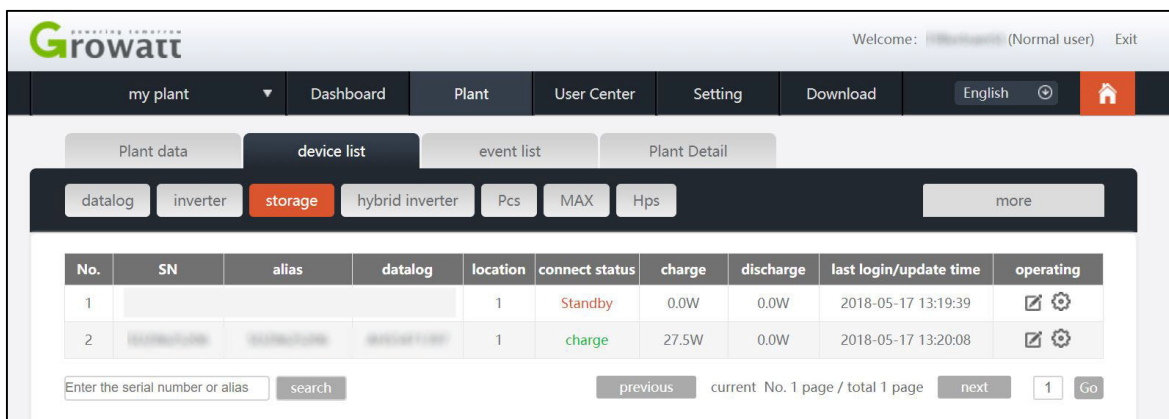 powering tomorrow
Growatt
Welcome: (Normal user) Exit
my plant Dashboard Plant User Center Setting Download English
Plant data device list event list Plant Detail
datalog inverter storage hybrid inverter Pcs MAX Hps more
No. SN alias datalog location connect status charge discharge last login/update time operating
1 1 Standby 0.0W 0.0W 2018-05-17 13:19:39
2 1 charge 27.5W 0.0W 2018-05-17 13:20:08
Enter the serial number or alias search previous current No. 1 page / total 1 page next 1 Go